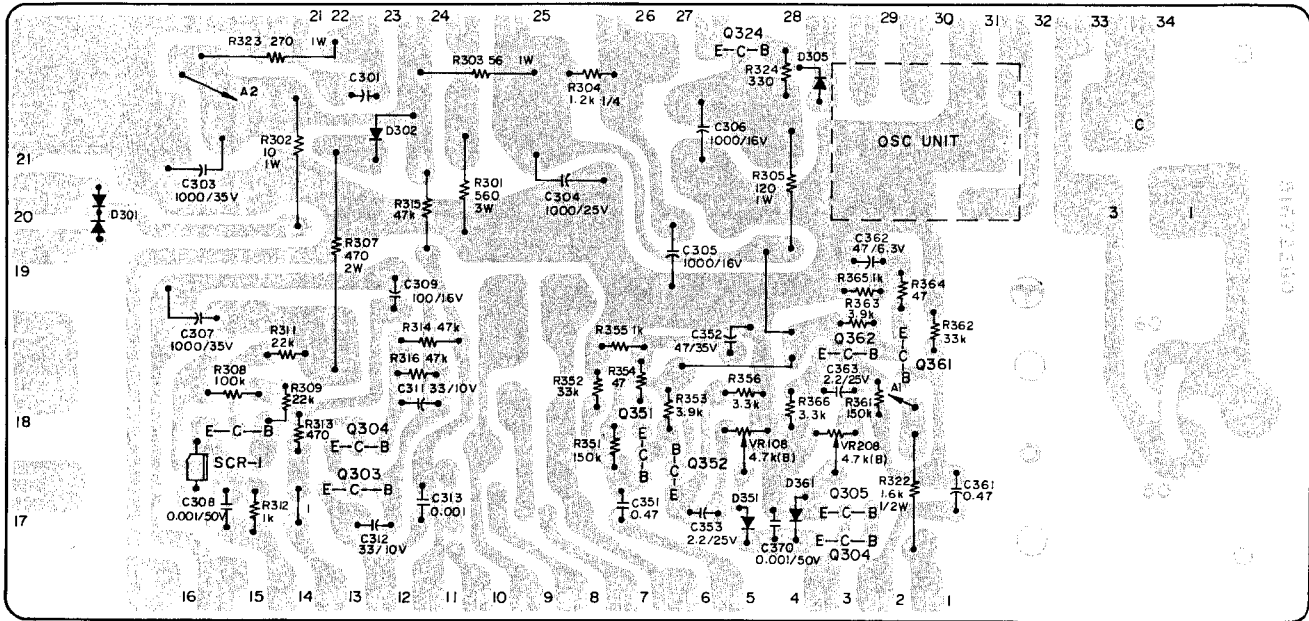 21 22 23 24 25 26 27 28 29 30 31 32 33 34
R323 270 1W
A2
C301
R303 56 1W
R304
1.2k 1/4
Q324
E-C-B
R324
330
D305
OSC UNIT
C
R302
10
1W
D302
C306
1000/16V
21
C303
1000/35V
R315
47k
R301
560
3W
C304
1000/25V
R305
120
1W
20
D301
3
1
R307
470
2W
C305
1000/16V
C362
47/6.3V
19
C309
100/16V
R365 1k
R364
47
R363
3.9k
C307
1000/35V
R311
22k
R314 47k
R355 1k
C352
47/35V
Q362
E-C-B
E-C-B
Q361
R362
33k
R316 47k
R308
100k
R309
22k
C311 33/10V
R352
33k
R354
47
R353
3.9k
R356
3.3k
C363
2.2/25V
R366
3.3k
R361
150k
A1
18
E-C-B
R313
470
Q304
E-C-B
Q351
E-C-B
R351
150k
VR108
4.7k(B)
VR208
4.7k(B)
SCR-1
Q303
E-C-B
B-C-E
Q352
R322
1.6k
1/2W
C361
0.47
17
C308
0.001/50V
R312
1k
1
C313
0.001
C351
0.47
D351
D361
Q305
E-C-B
C312
33/10V
C353
2.2/25V
C370
0.001/50V
E-C-B
Q304
16 15 14 13 12 11 10 9 8 7 6 5 4 3 2 1